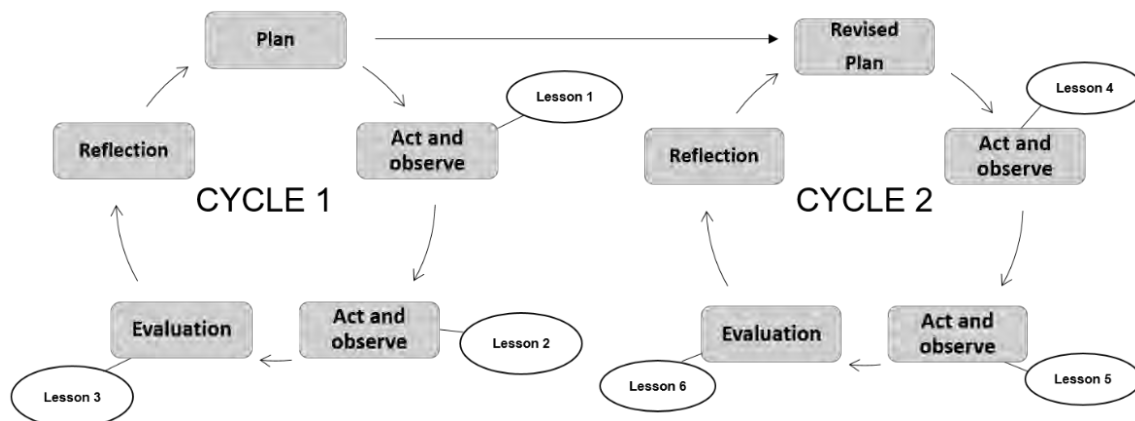 Plan
Lesson 1
Act and
observe
Reflection
CYCLE 1
Evaluation
Act and
observe
Lesson 2
Lesson 3
Revised
Plan
Lesson 4
Act and
observe
Reflection
CYCLE 2
Evaluation
Act and
observe
Lesson 6
Lesson 5